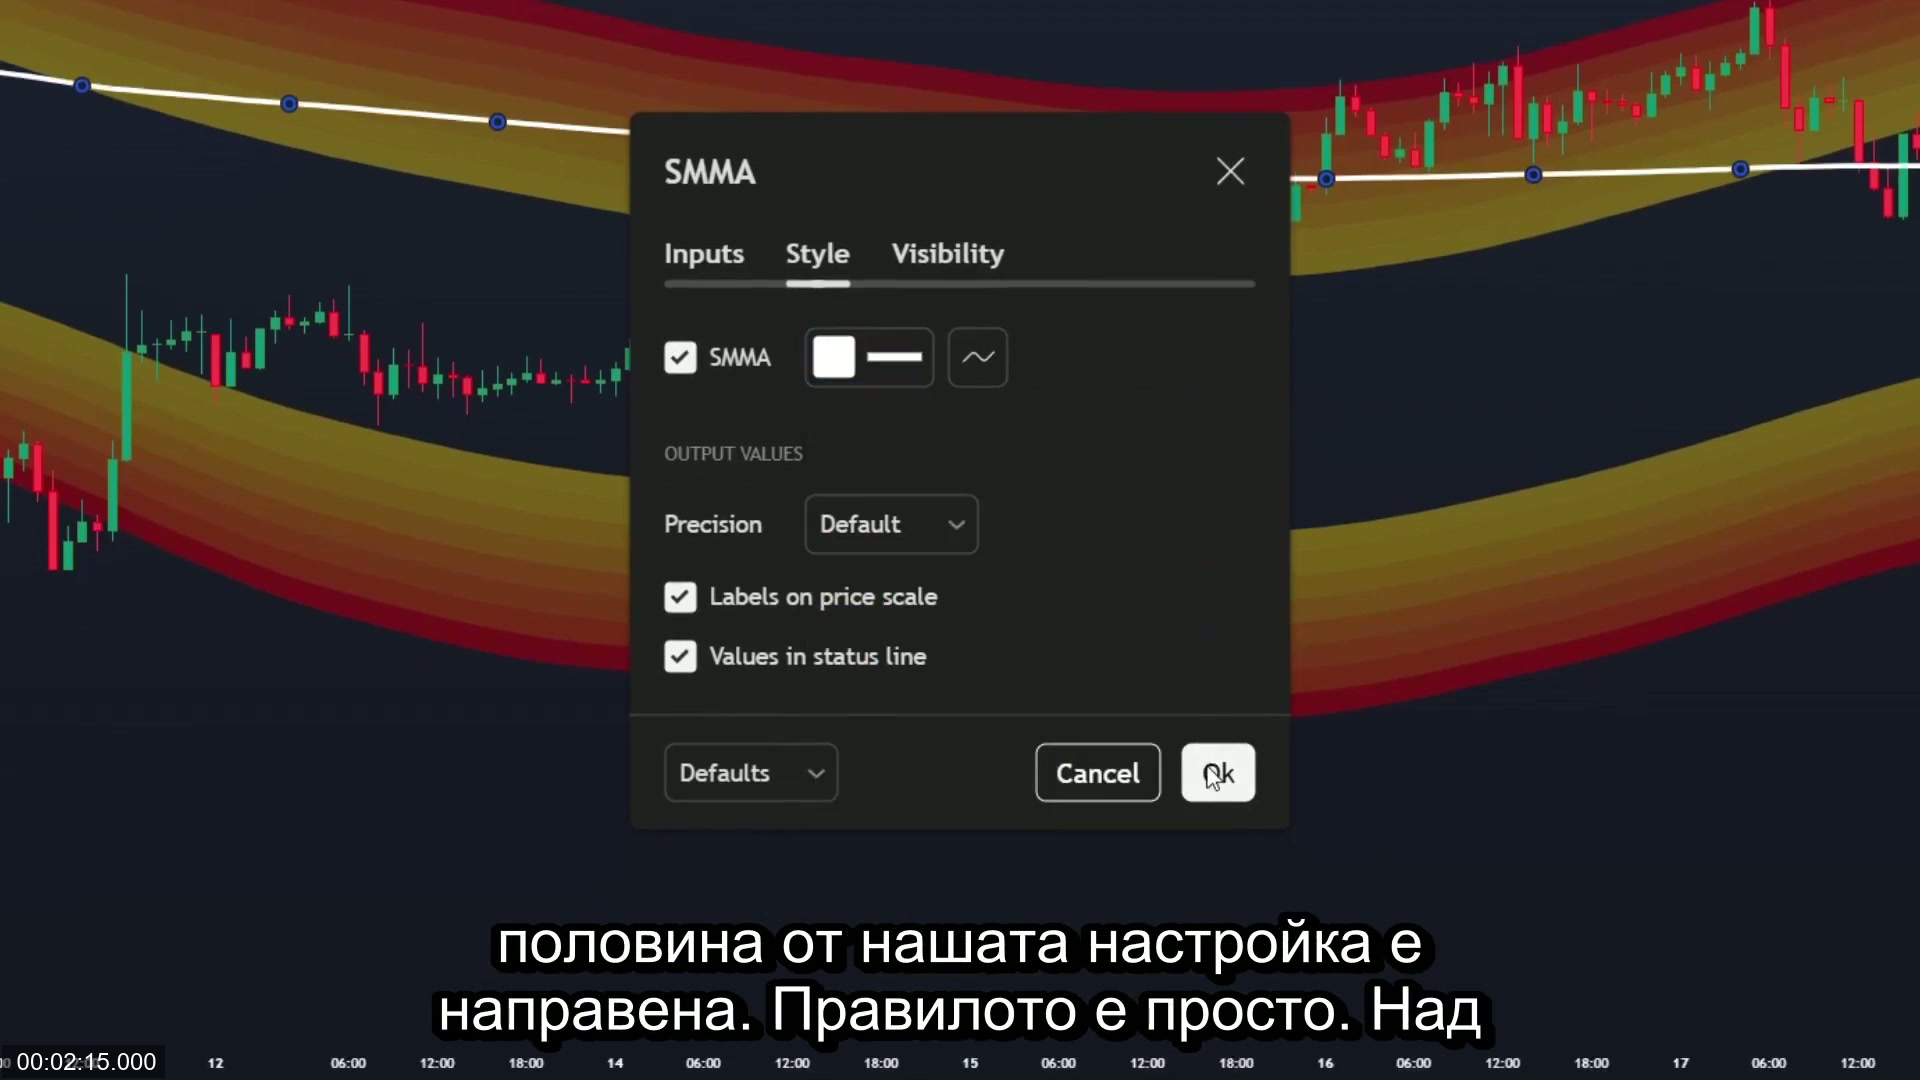 SMMA
Inputs Style Visibility
SMMA
OUTPUT VALUES
Precision Default
Labels on price scale
Values in status line
Defaults Cancel Ok
половина от нашата настройка е
направена. Правилото е просто. Над
00:02:15.000 12 06:00 12:00 18:00 14 06:00 12:00 18:00 15 06:00 12:00 18:00 16 06:00 12:00 18:00 17 06:00 12:00